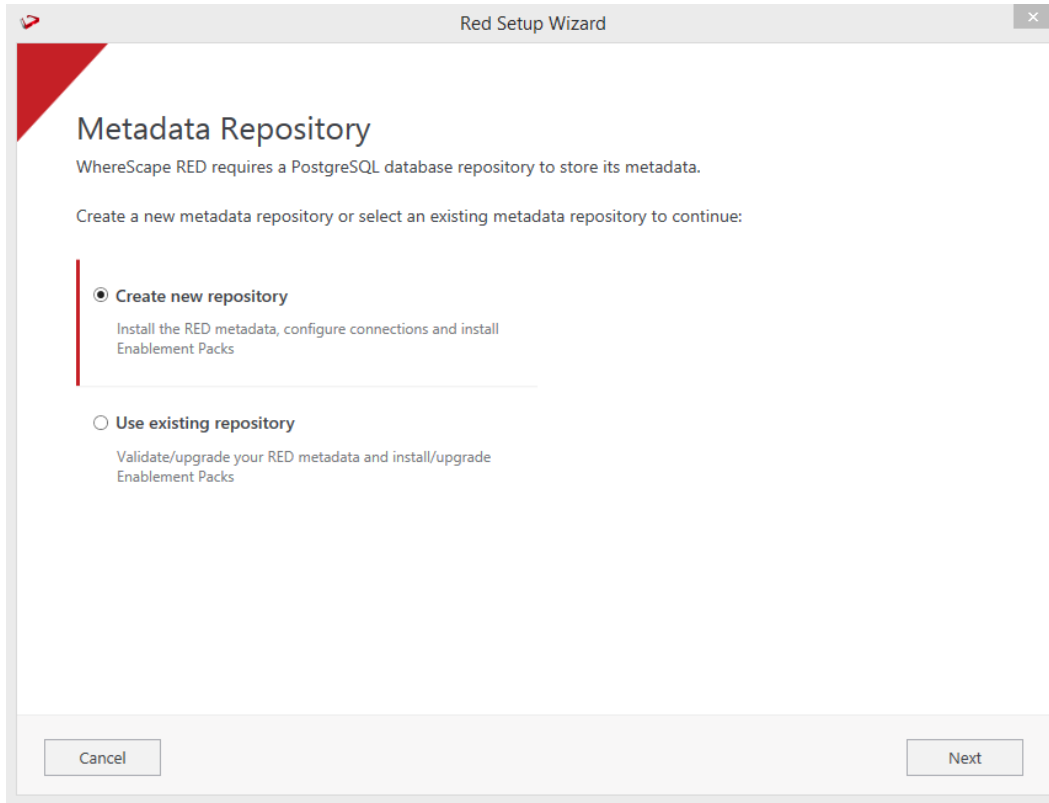 Red Setup Wizard
Metadata Repository
WhereScape RED requires a PostgreSQL database repository to store its metadata.
Create a new metadata repository or select an existing metadata repository to continue:
Create new repository
Install the RED metadata, configure connections and install
Enablement Packs
Use existing repository
Validate/upgrade your RED metadata and install/upgrade
Enablement Packs
Cancel
Next